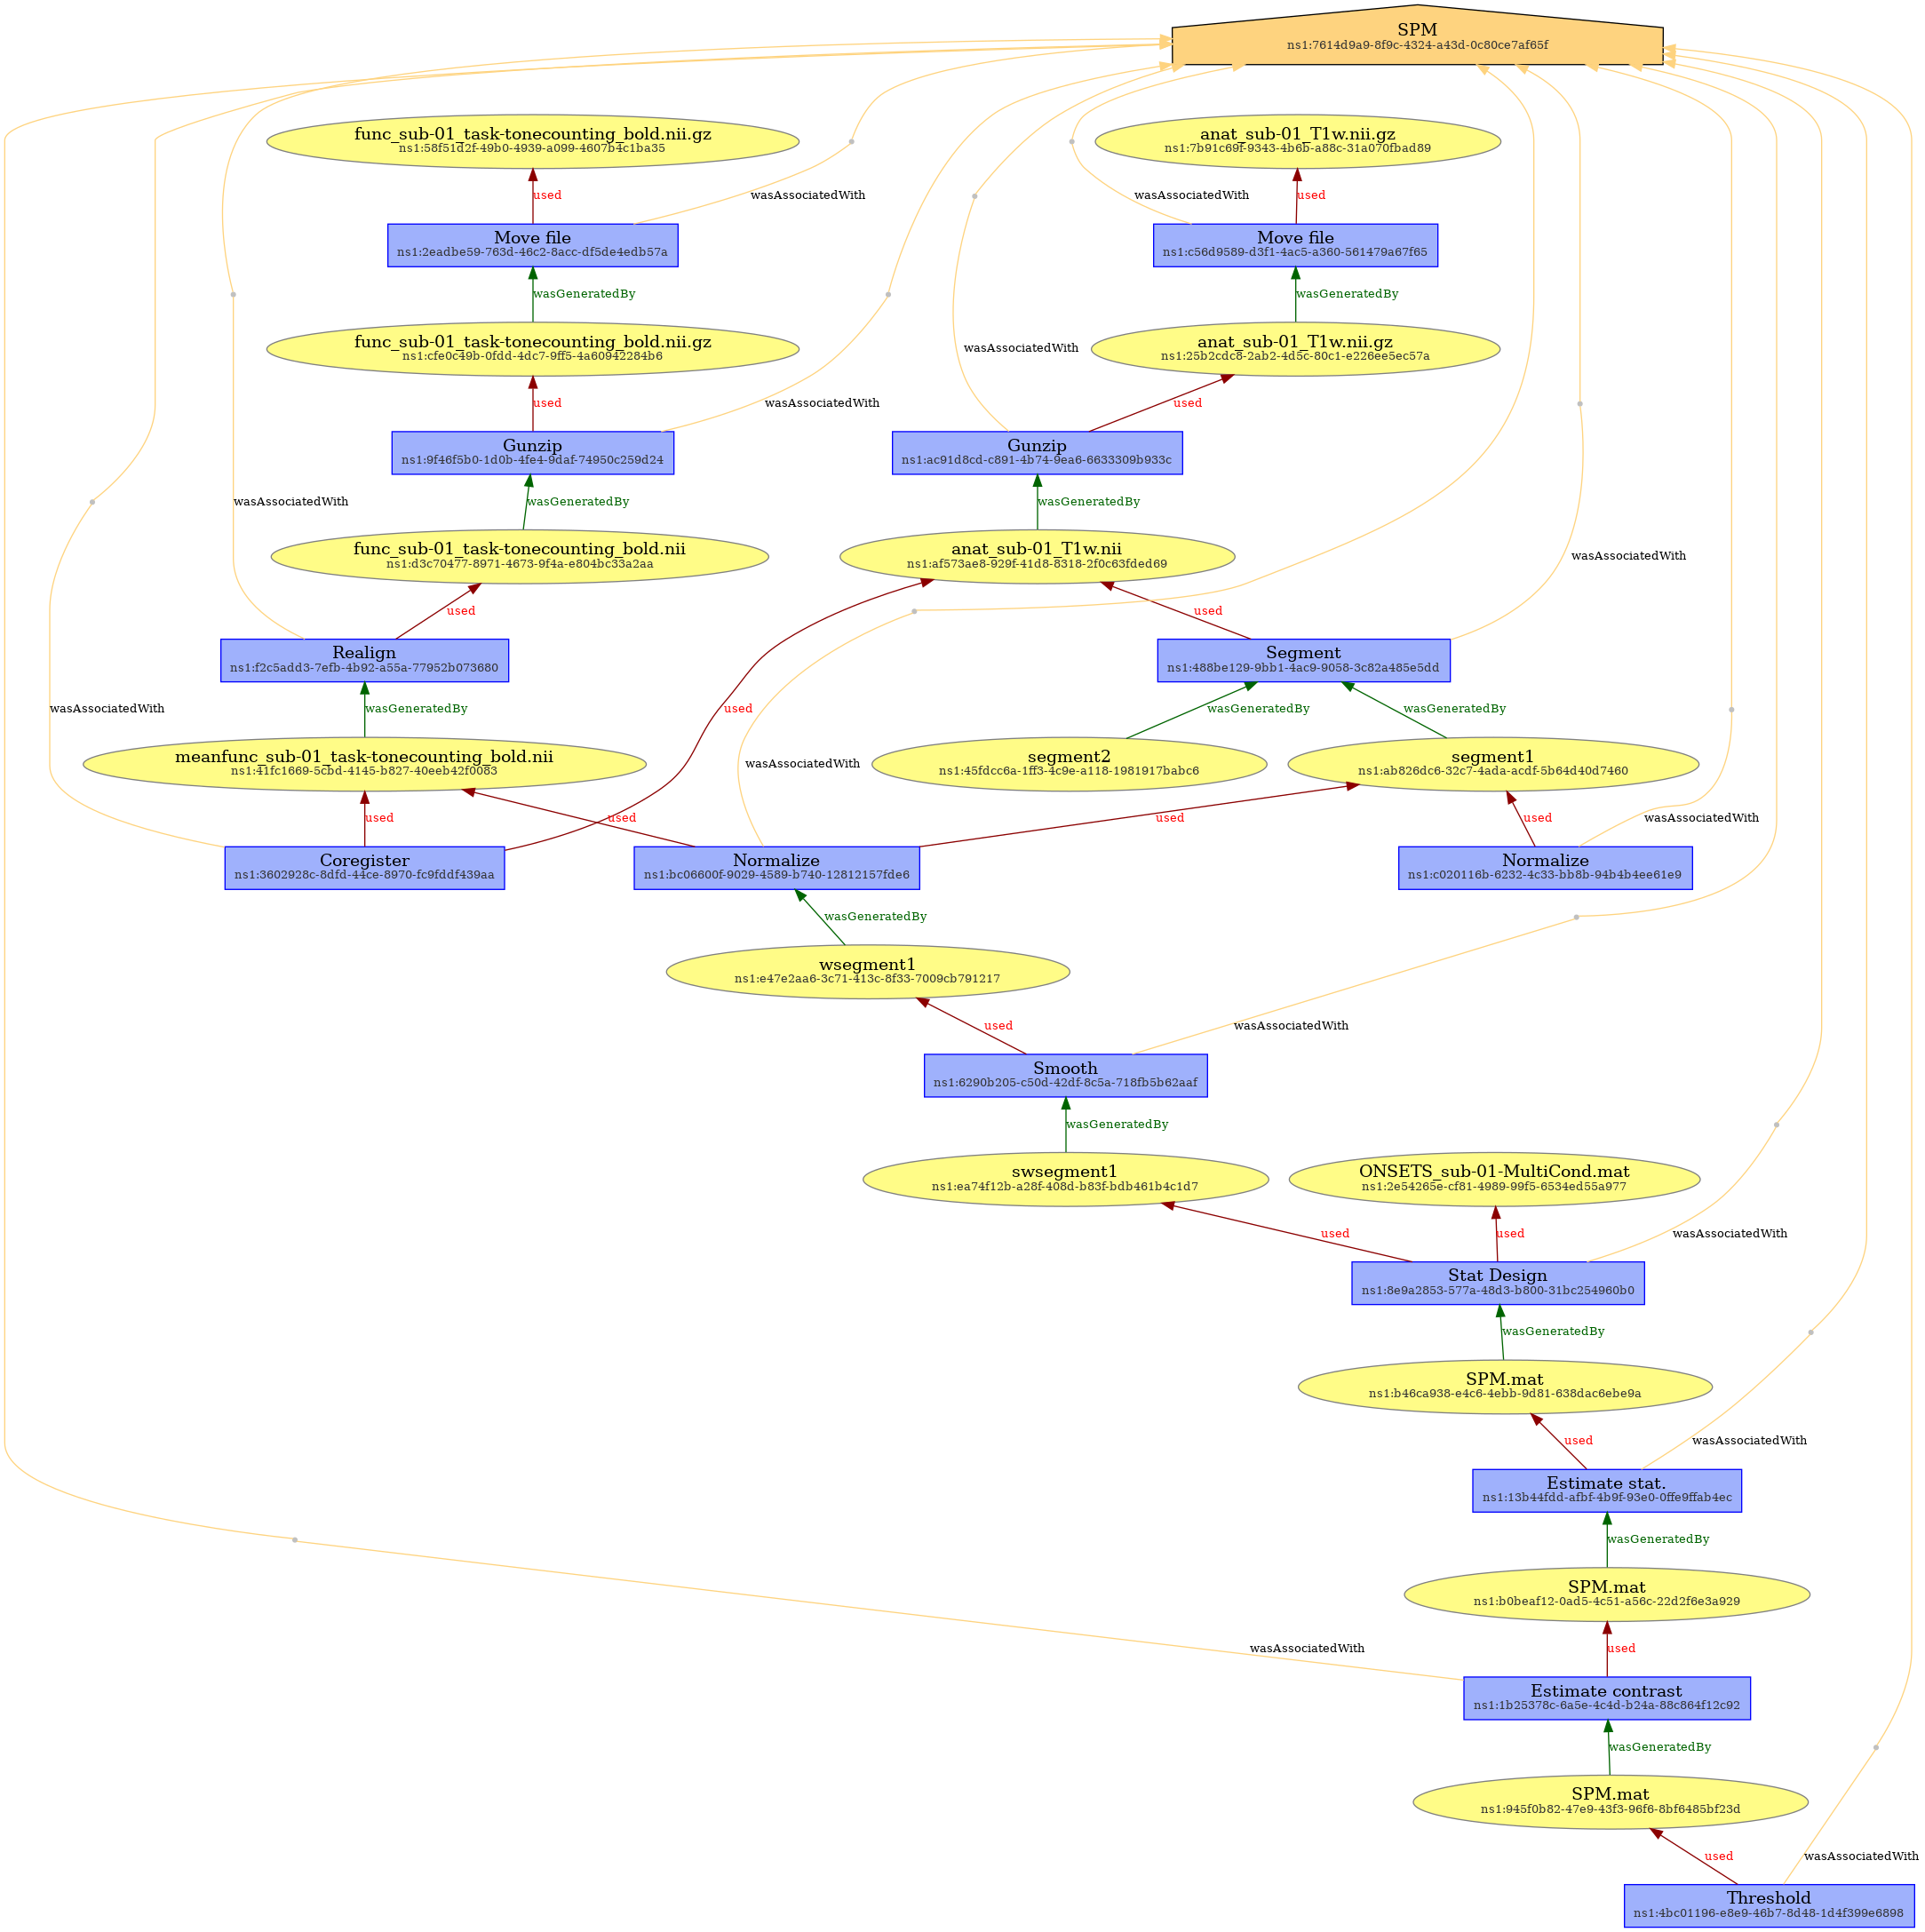 SPM
ns1:7614d9a9-8f9c-4324-a43d-0c80ce7af65f
func_sub-01_task-tonecounting_bold.nii.gz
ns1:58f51d2f-49b0-4939-a099-4607b4c1ba35
anat_sub-01_T1w.nii.gz
ns1:7b91c69f-9343-4b6b-a88c-31a070fbad89
used
wasAssociatedWith
wasAssociatedWith
used
Move file
ns1:2eadbe59-763d-46c2-8acc-df5de4edb57a
Move file
ns1:c56d9589-d3f1-4ac5-a360-561479a67f65
wasGeneratedBy
wasGeneratedBy
func_sub-01_task-tonecounting_bold.nii.gz
ns1:cfe0c49b-0fdd-4dc7-9ff5-4a60942284b6
wasAssociatedWith
anat_sub-01_T1w.nii.gz
ns1:25b2cdc8-2ab2-4d5c-80c1-e226ee5ec57a
used
wasAssociatedWith
used
Gunzip
ns1:9f46f5b0-1d0b-4fe4-9daf-74950c259d24
Gunzip
ns1:ac91d8cd-c891-4b74-9ea6-6633309b933c
wasAssociatedWith
wasGeneratedBy
wasGeneratedBy
func_sub-01_task-tonecounting_bold.nii
ns1:d3c70477-8971-4673-9f4a-e804bc33a2aa
anat_sub-01_T1w.nii
ns1:af573ae8-929f-41d8-8318-2f0c63fded69
wasAssociatedWith
used
used
Realign
ns1:f2c5add3-7efb-4b92-a55a-77952b073680
Segment
ns1:488be129-9bb1-4ac9-9058-3c82a485e5dd
wasAssociatedWith
wasGeneratedBy
used
wasGeneratedBy
wasGeneratedBy
meanfunc_sub-01_task-tonecounting_bold.nii
ns1:41fc1669-5cbd-4145-b827-40eeb42f0083
wasAssociatedWith
segment2
ns1:45fdcc6a-1ff3-4c9e-a118-1981917babc6
segment1
ns1:ab826dc6-32c7-4ada-acdf-5b64d40d7460
used
used
used
used
wasAssociatedWith
Coregister
ns1:3602928c-8dfd-44ce-8970-fc9fddf439aa
Normalize
ns1:bc06600f-9029-4589-b740-12812157fde6
Normalize
ns1:c020116b-6232-4c33-bb8b-94b4b4ee61e9
wasGeneratedBy
wsegment1
ns1:e47e2aa6-3c71-413c-8f33-7009cb791217
used
wasAssociatedWith
Smooth
ns1:6290b205-c50d-42df-8c5a-718fb5b62aaf
wasGeneratedBy
swsegment1
ns1:ea74f12b-a28f-408d-b83f-bdb461b4c1d7
ONSETS_sub-01-MultiCond.mat
ns1:2e54265e-cf81-4989-99f5-6534ed55a977
used
used
wasAssociatedWith
Stat Design
ns1:8e9a2853-577a-48d3-b800-31bc254960b0
wasGeneratedBy
SPM.mat
ns1:b46ca938-e4c6-4ebb-9d81-638dac6ebe9a
used
wasAssociatedWith
Estimate stat.
ns1:13b44fdd-afbf-4b9f-93e0-0ffe9ffab4ec
wasGeneratedBy
SPM.mat
ns1:b0beaf12-0ad5-4c51-a56c-22d2f6e3a929
wasAssociatedWith
used
Estimate contrast
ns1:1b25378c-6a5e-4c4d-b24a-88c864f12c92
wasGeneratedBy
SPM.mat
ns1:945f0b82-47e9-43f3-96f6-8bf6485bf23d
used
wasAssociatedWith
Threshold
ns1:4bc01196-e8e9-46b7-8d48-1d4f399e6898